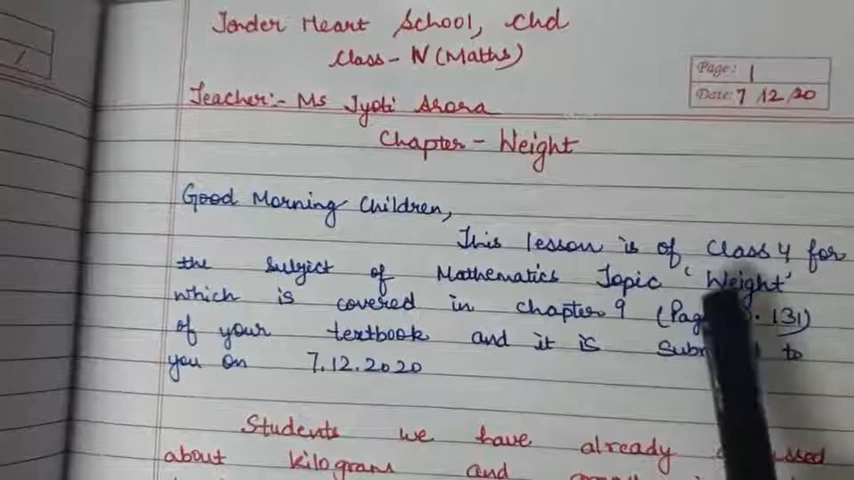 Tender Heart School, Chd
Class - IV (Maths)
Page: 1
Date: 7/12/20
Teacher:- Ms Jyoti Arora
Chapter - Weight
Good Morning Children,
This lesson is of Class 4 for
the subject of Mathematics Topic 'Weight'
which is covered in chapter 9 (Pag 131)
of your textbook and it is to
you on 7.12.2020
Students we have already
about kilogram and